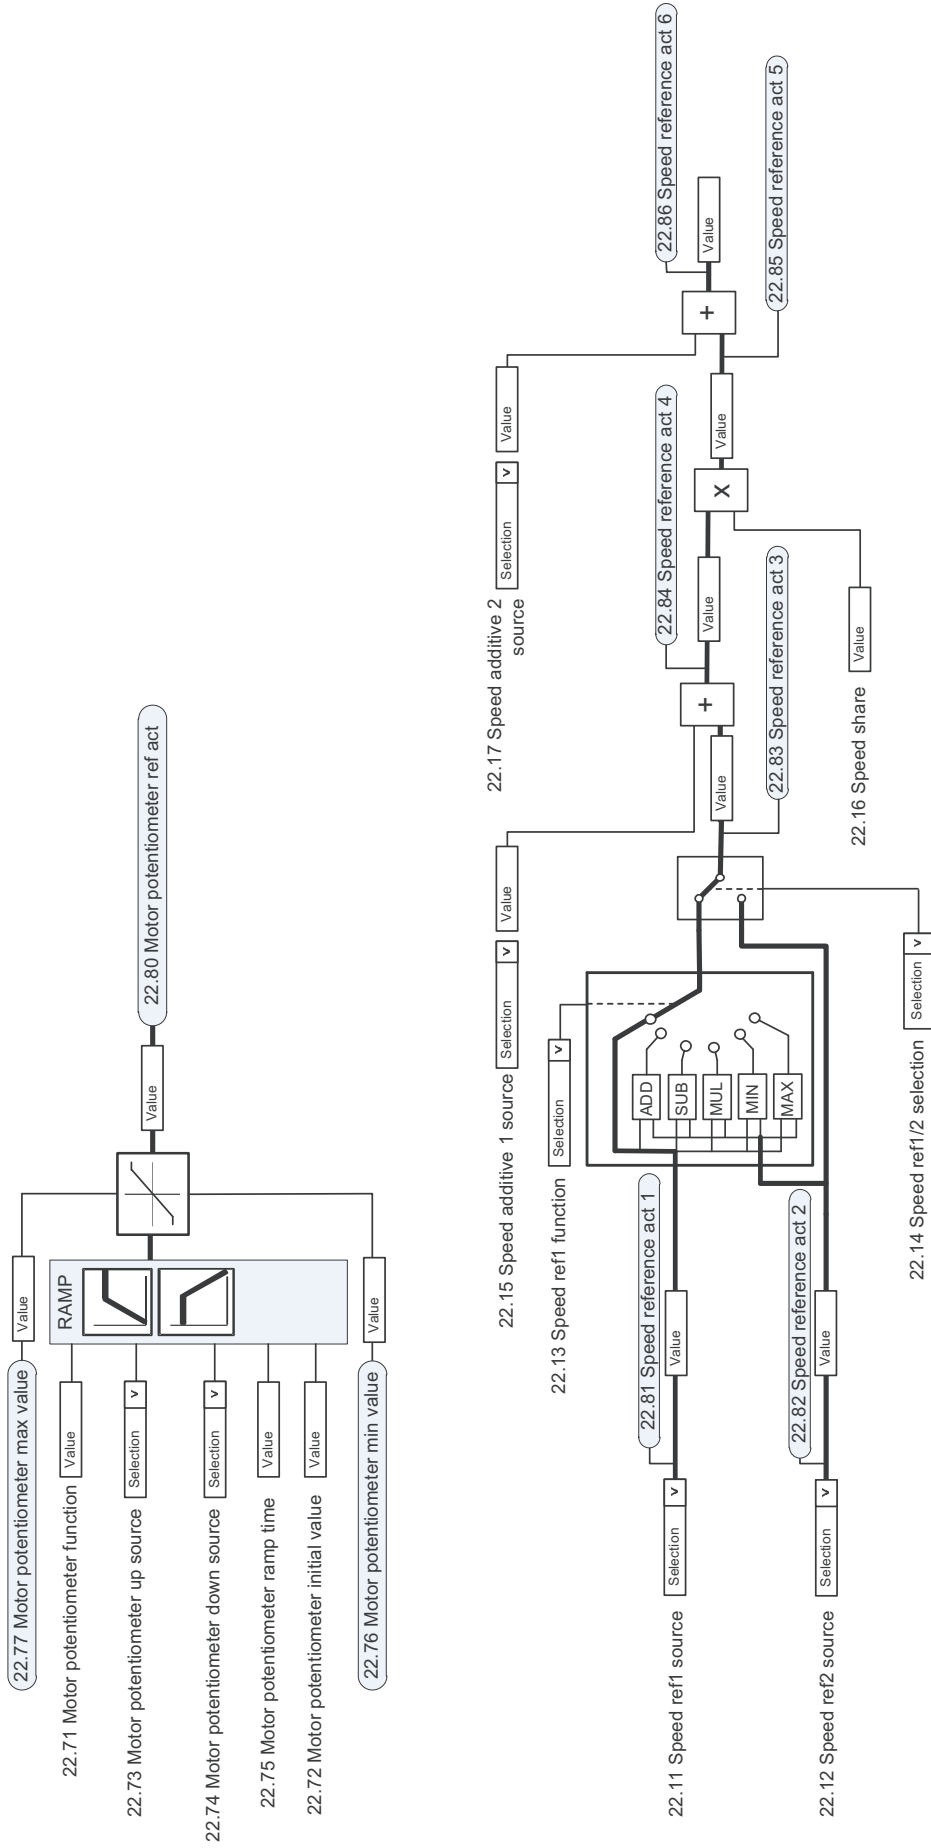 22.77 Motor potentiometer max value
Value
22.71 Motor potentiometer function
Value
RAMP
22.73 Motor potentiometer up source
Selection
v
22.80 Motor potentiometer ref act
Value
22.74 Motor potentiometer down source
Selection
v
22.75 Motor potentiometer ramp time
Value
22.72 Motor potentiometer initial value
Value
22.76 Motor potentiometer min value
Value
22.15 Speed additive 1 source
Selection
v
Value
22.17 Speed additive 2
source
Selection
v
Value
22.13 Speed ref1 function
Selection
v
22.81 Speed reference act 1
22.84 Speed reference act 4
22.86 Speed reference act 6
22.11 Speed ref1 source
Selection
v
Value
ADD
SUB
MUL
MIN
MAX
Value
+
Value
X
Value
+
Value
22.83 Speed reference act 3
22.85 Speed reference act 5
22.82 Speed reference act 2
22.12 Speed ref2 source
Selection
v
Value
22.16 Speed share
Value
22.14 Speed ref1/2 selection
Selection
v